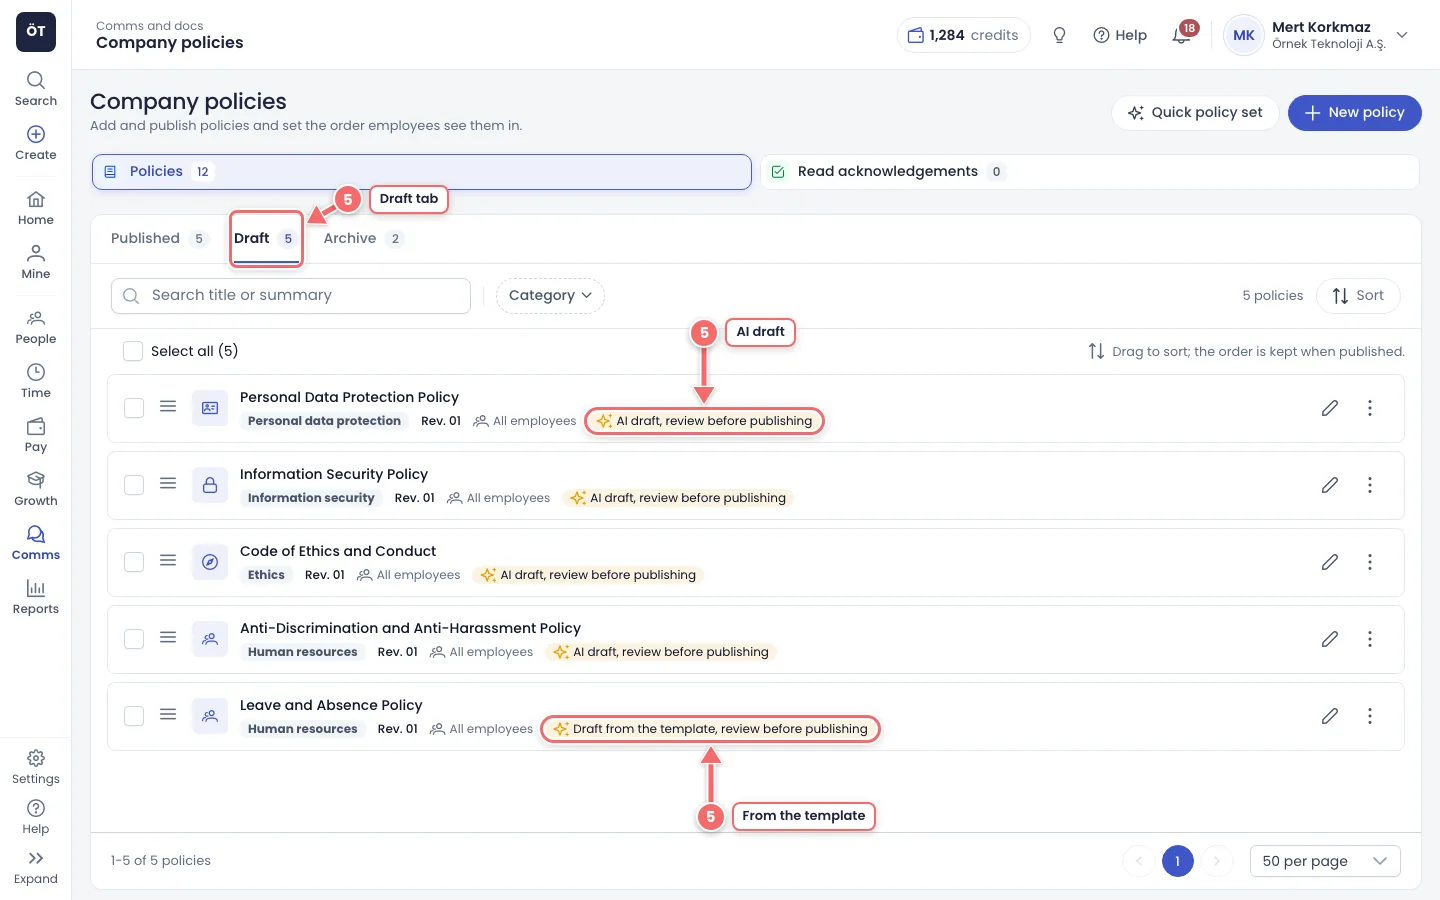 ÖT
Search
Create
Home
Mine
People
Time
Pay
Growth
Comms
Reports
Settings
Help
Expand
Comms and docs
Company policies
1,284 credits
Help
18
MK
Mert Korkmaz
Örnek Teknoloji A.Ş.
Company policies
Add and publish policies and set the order employees see them in.
Quick policy set
New policy
Policies 12
Read acknowledgements 0
5 Draft tab
Published 5
Draft 5
Archive 2
Search title or summary
Category
5 policies
Sort
5 AI draft
Select all (5)
Drag to sort; the order is kept when published.
Personal Data Protection Policy
Personal data protection Rev. 01 All employees AI draft, review before publishing
Information Security Policy
Information security Rev. 01 All employees AI draft, review before publishing
Code of Ethics and Conduct
Ethics Rev. 01 All employees AI draft, review before publishing
Anti-Discrimination and Anti-Harassment Policy
Human resources Rev. 01 All employees AI draft, review before publishing
Leave and Absence Policy
Human resources Rev. 01 All employees Draft from the template, review before publishing
5 From the template
1-5 of 5 policies
1
50 per page